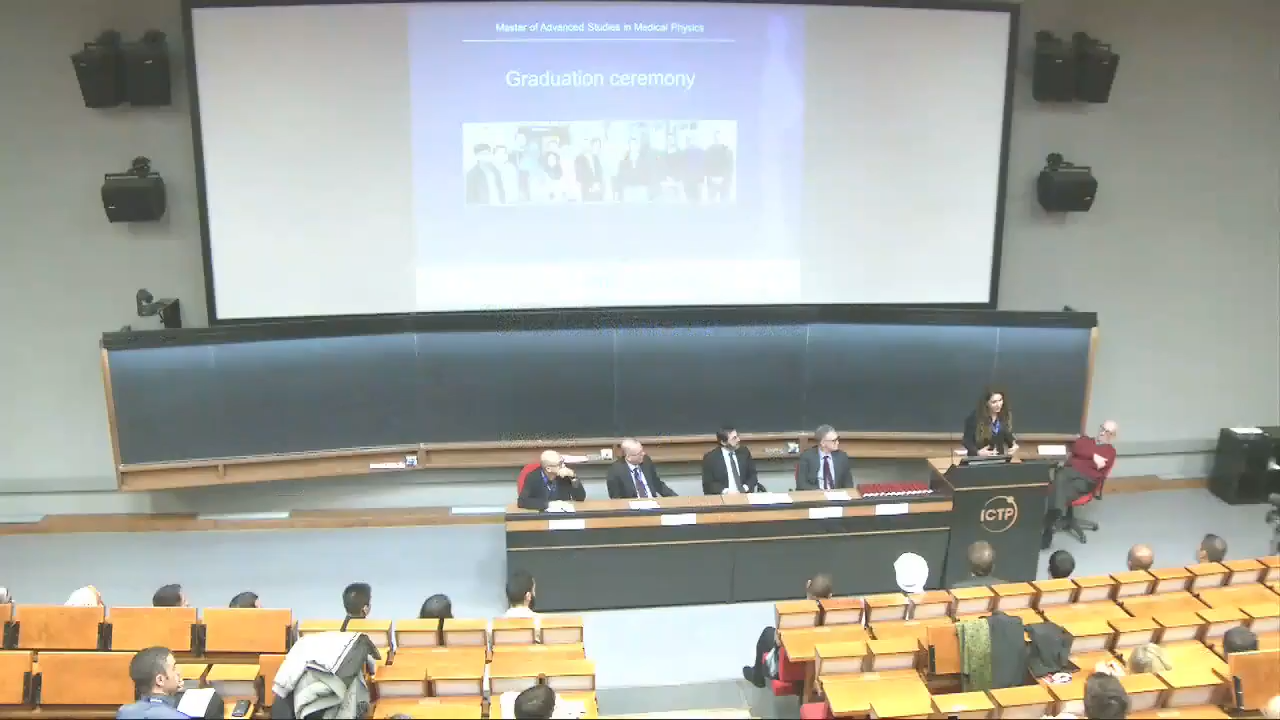 Master of Advanced Studies in Medical Physics
Graduation ceremony
ICTP